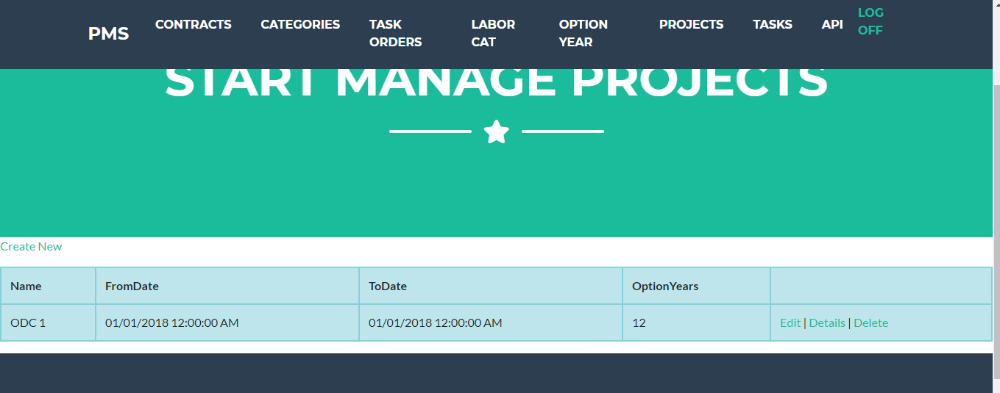 PMS
CONTRACTS
CATEGORIES
TASK
ORDERS
LABOR
CAT
OPTION
YEAR
PROJECTS
TASKS
API
LOG
OFF
START MANAGE PROJECTS
Create New
Name FromDate ToDate OptionYears
ODC 1 01/01/2018 12:00:00 AM 01/01/2018 12:00:00 AM 12 Edit | Details | Delete